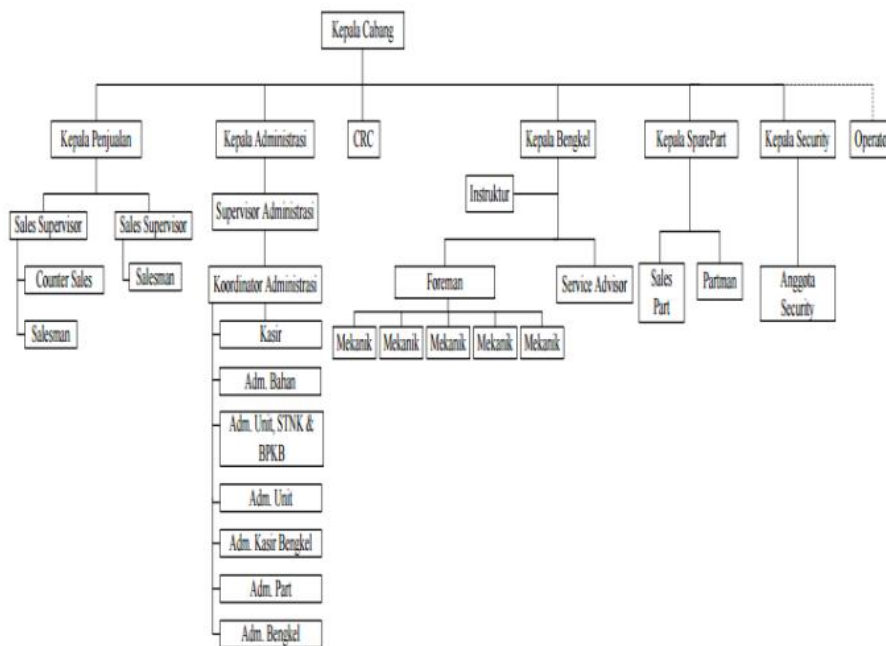 Kepala Cabang
Kepala Penjualan
Kepala Administrasi
CRC
Kepala Bengkel
Kepala SparePart
Kepala Security
Operato
Instruktur
Sales Supervisor
Sales Supervisor
Supervisor Administrasi
Counter Sales
Salesman
Koordinator Administrasi
Foreman
Service Advisor
Sales
Part
Partman
Anggota
Security
Salesman
Kasir
Mekanik
Mekanik
Mekanik
Mekanik
Mekanik
Adm. Bahan
Adm. Unit, STNK &
BPKB
Adm. Unit
Adm. Kasir Bengkel
Adm. Part
Adm. Bengkel